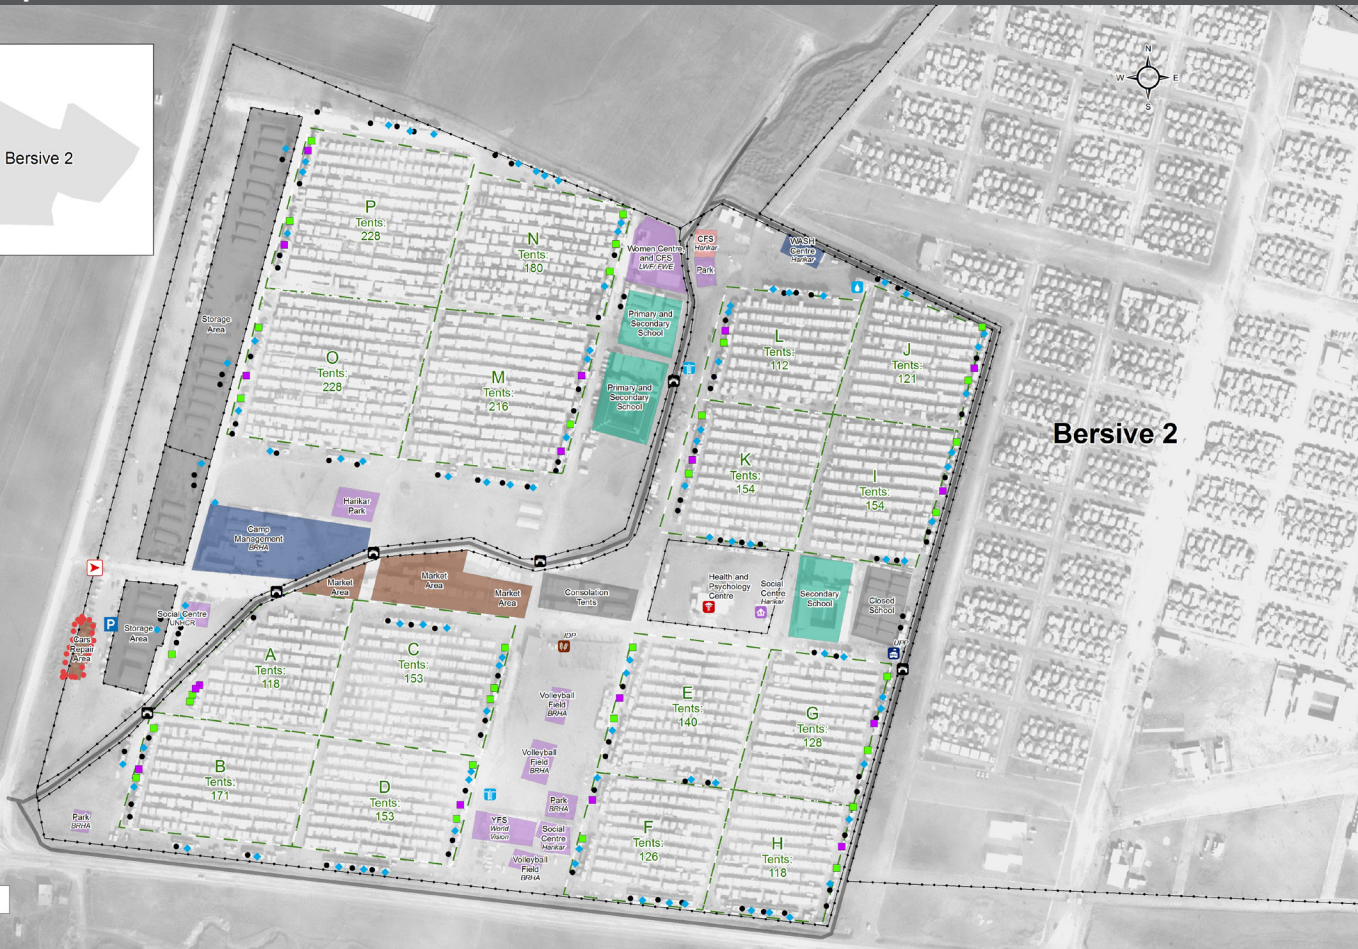 Bersive 2
N
W
E
S
P
Tents:
228
N
Tents:
180
Women Centre
and CFS
LWF/ FWE
CFS
Harikar
Park
WASH
Centre
Harikar
Storage
Area
Primary and
Secondary
School
O
Tents:
228
M
Tents:
216
Primary and
Secondary
School
L
Tents:
112
J
Tents:
121
Bersive 2
K
Tents:
154
I
Tents:
154
Harikar
Park
Camp
Management
BRHA
Market
Area
Market
Area
Market
Area
Consolation
Tents
Health and
Psychology
Centre
Social
Centre
Harikar
Secondary
School
Closed
School
P
Storage
Area
Social Centre
UNHCR
Cars
Repair
Area
IDP
UPP
A
Tents:
118
C
Tents:
153
Volleyball
Field
BRHA
E
Tents:
140
G
Tents:
128
B
Tents:
171
D
Tents:
153
Volleyball
Field
BRHA
Park
BRHA
Park
BRHA
YFS
World
Vision
Social
Centre
Harikar
Volleyball
Field
BRHA
F
Tents:
126
H
Tents:
118